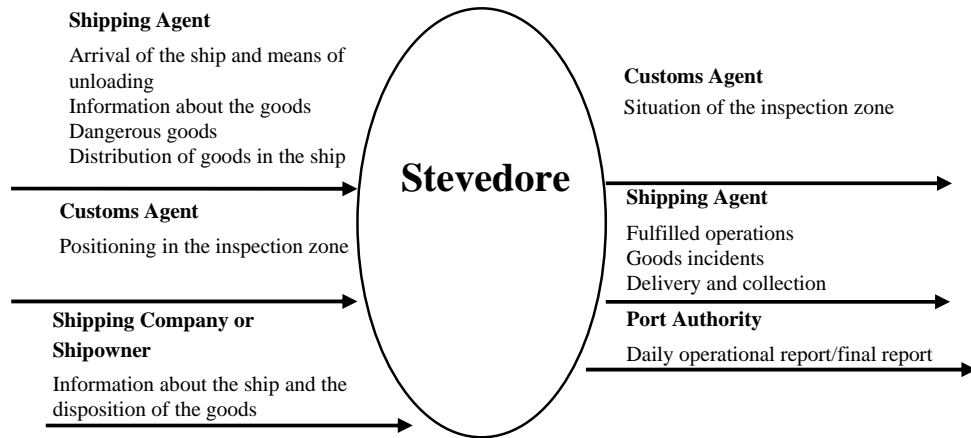 Shipping Agent
Arrival of the ship and means of
unloading
Information about the goods
Dangerous goods
Distribution of goods in the ship
Customs Agent
Positioning in the inspection zone
Shipping Company or
Shipowner
Information about the ship and the
disposition of the goods
Stevedore
Customs Agent
Situation of the inspection zone
Shipping Agent
Fulfilled operations
Goods incidents
Delivery and collection
Port Authority
Daily operational report/final report